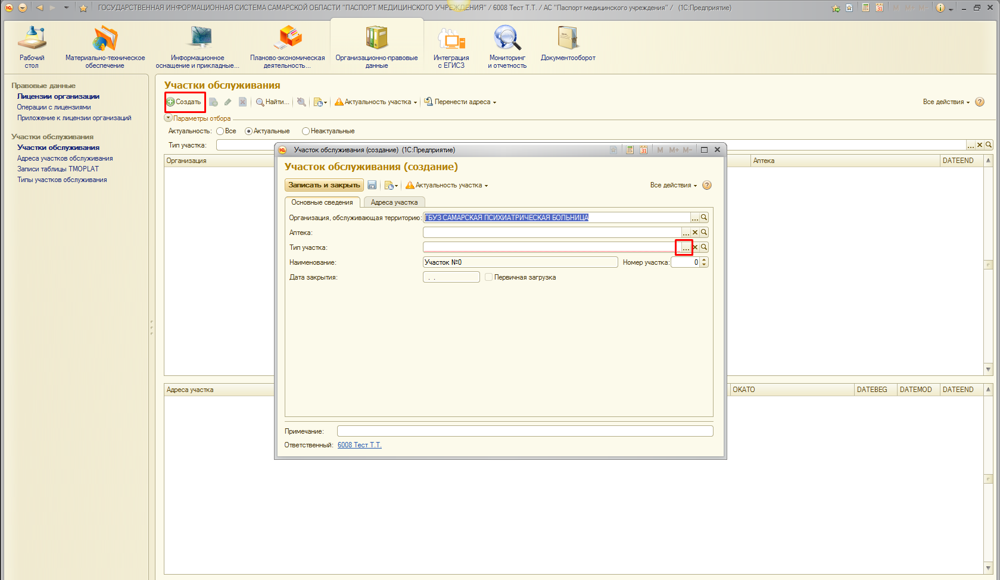 ГОСУДАРСТВЕННАЯ ИНФОРМАЦИОННАЯ СИСТЕМА САМАРСКОЙ ОБЛАСТИ "ПАСПОРТ МЕДИЦИНСКОГО УЧРЕЖДЕНИЯ" / 6008 Тест Т.Т. / АС "Паспорт медицинского учреждения" / (1С:Предприятие)
31 M M+ M-
Рабочий
стол
Материально-техническое
обеспечение
Информационное
оснащение и прикладные...
Планово-экономическая
деятельность...
Организационно-правовые
данные
Интеграция
с ЕГИСЗ
Мониторинг
и отчетность
Документооборот
Правовые данные
Лицензии организации
Операции с лицензиями
Приложение к лицензии организаций
Участки обслуживания
Участки обслуживания
Адреса участков обслуживания
Записи таблицы TMOPLAT
Типы участков обслуживания
Участки обслуживания
Создать Найти... Актуальность участка Перенести адреса Все действия ?
Параметры отбора
Актуальность: Все Актуальные Неактуальные
Тип участка: ...
Организация Аптека DATEEND
Участок обслуживания (создание) (1С:Предприятие) 31 M M+ M-
Участок обслуживания (создание)
Записать и закрыть Актуальность участка Все действия ?
Основные сведения Адреса участка
Организация, обслуживающая территорию: ГБУЗ САМАРСКАЯ ПСИХИАТРИЧЕСКАЯ БОЛЬНИЦА ...
Аптека: ...
Тип участка: ...
Наименование: Участок №0 Номер участка: 0
Дата закрытия: . . Первичная загрузка
Примечание:
Ответственный: 6008 Тест Т.Т.
Адреса участка ОКАТО DATEBEG DATEMOD DATEEND